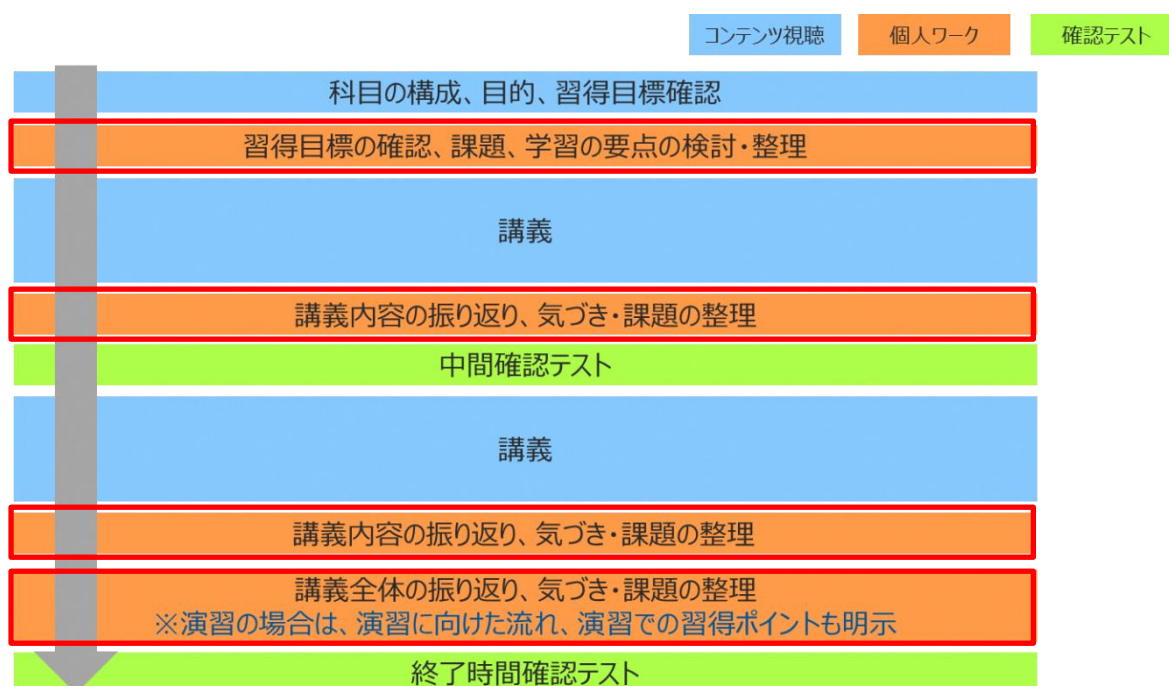 コンテンツ視聴
個人ワーク
確認テスト
科目の構成、目的、習得目標確認
習得目標の確認、課題、学習の要点の検討・整理
講義
講義内容の振り返り、気づき・課題の整理
中間確認テスト
講義
講義内容の振り返り、気づき・課題の整理
講義全体の振り返り、気づき・課題の整理
※演習の場合は、演習に向けた流れ、演習での習得ポイントも明示
終了時間確認テスト